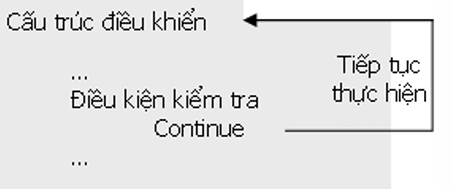 Cấu trúc điều khiển
...
Điều kiện kiểm tra
Continue
...
Tiếp tục
thực hiện